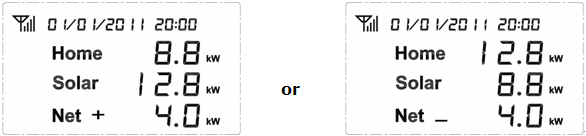 01/01/2011 20:00
Home 8.8 kW
Solar 12.8 kW
Net + 4.0 kW
or
01/01/2011 20:00
Home 12.8 kW
Solar 8.8 kW
Net - 4.0 kW